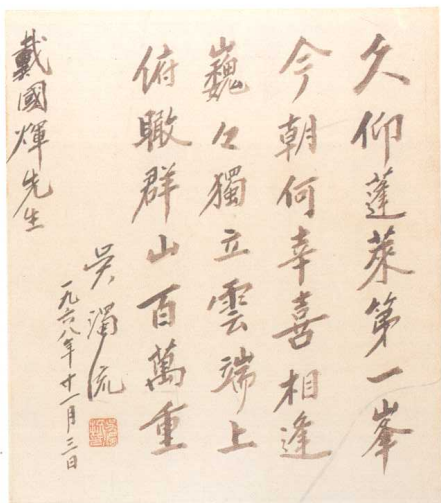 久仰蓬萊第一峯
今朝何幸喜相逢
巍々獨立雲端上
俯瞰群山百萬重
戴國煇先生
吳濁流
一九六八年十一月三日